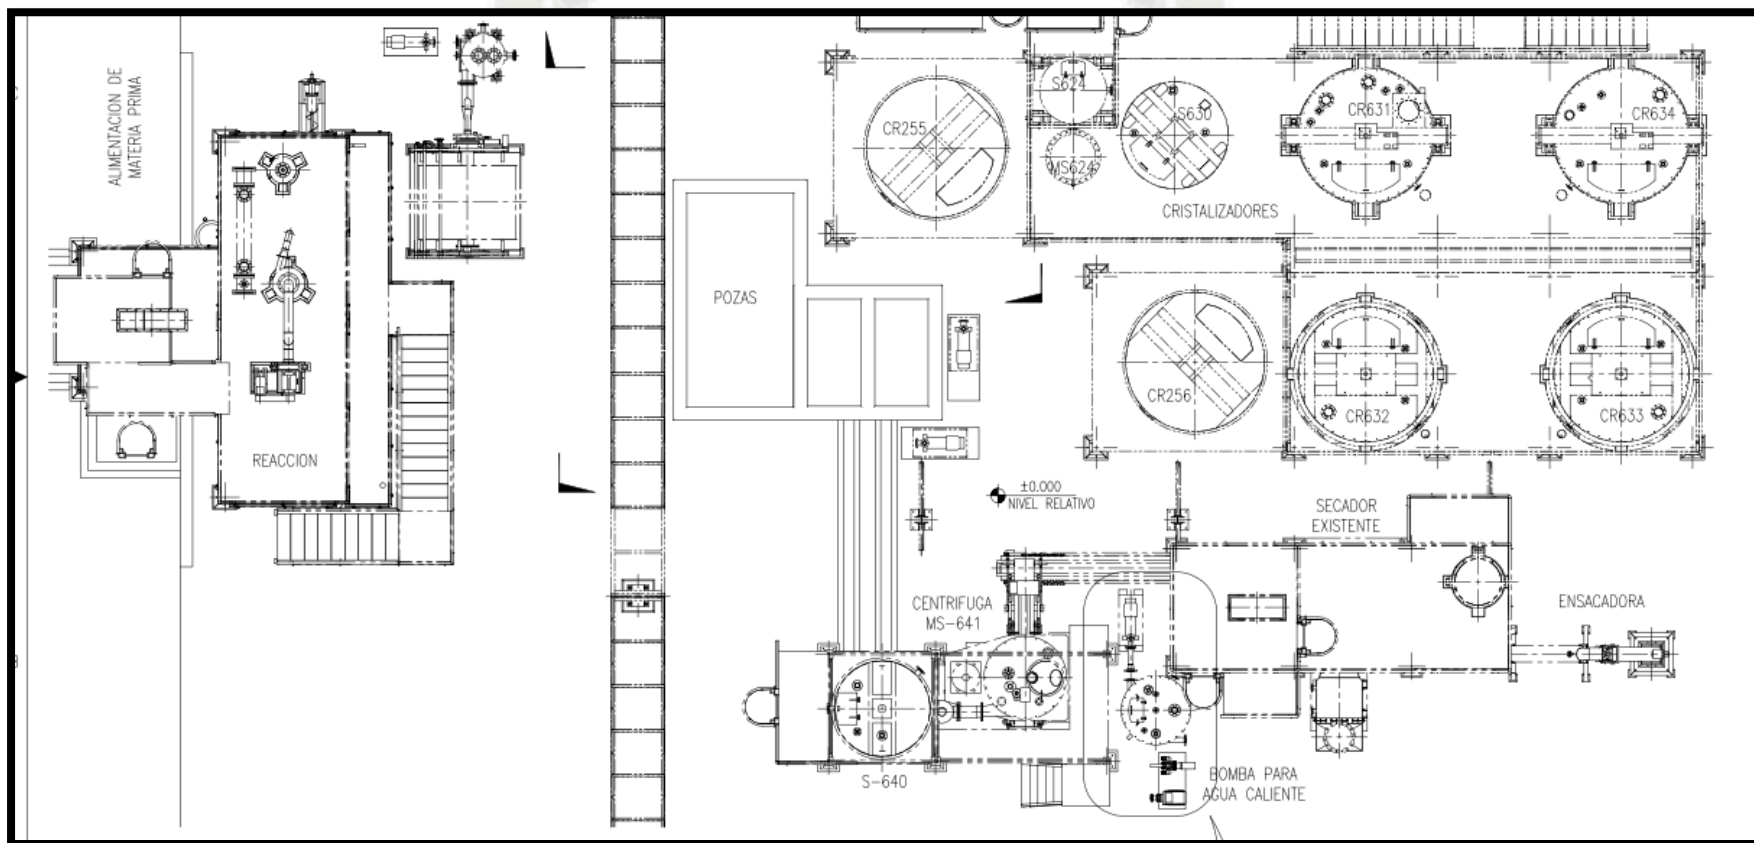 ALIMENTACION DE
MATERIA PRIMA
REACCION
POZAS
CR255
S624
MS624
S630
CR631
CR634
CRISTALIZADORES
CR256
CR632
CR633
±0.000
NIVEL RELATIVO
SECADOR
EXISTENTE
CENTRIFUGA
MS-641
ENSACADORA
S-640
BOMBA PARA
AGUA CALIENTE